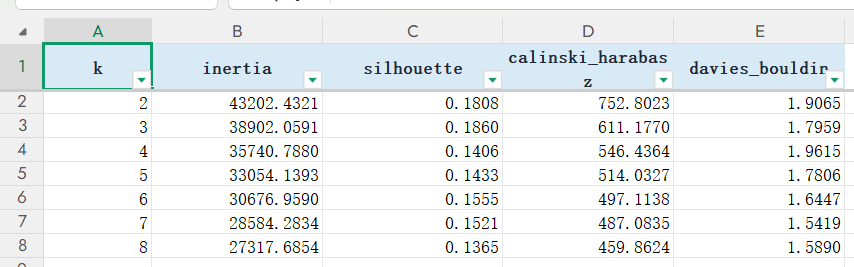 A B C D E
1 k inertia silhouette calinski_harabas
z davies_bouldin
2 2 43202.4321 0.1808 752.8023 1.9065
3 3 38902.0591 0.1860 611.1770 1.7959
4 4 35740.7880 0.1406 546.4364 1.9615
5 5 33054.1393 0.1433 514.0327 1.7806
6 6 30676.9590 0.1555 497.1138 1.6447
7 7 28584.2834 0.1521 487.0835 1.5419
8 8 27317.6854 0.1365 459.8624 1.5890